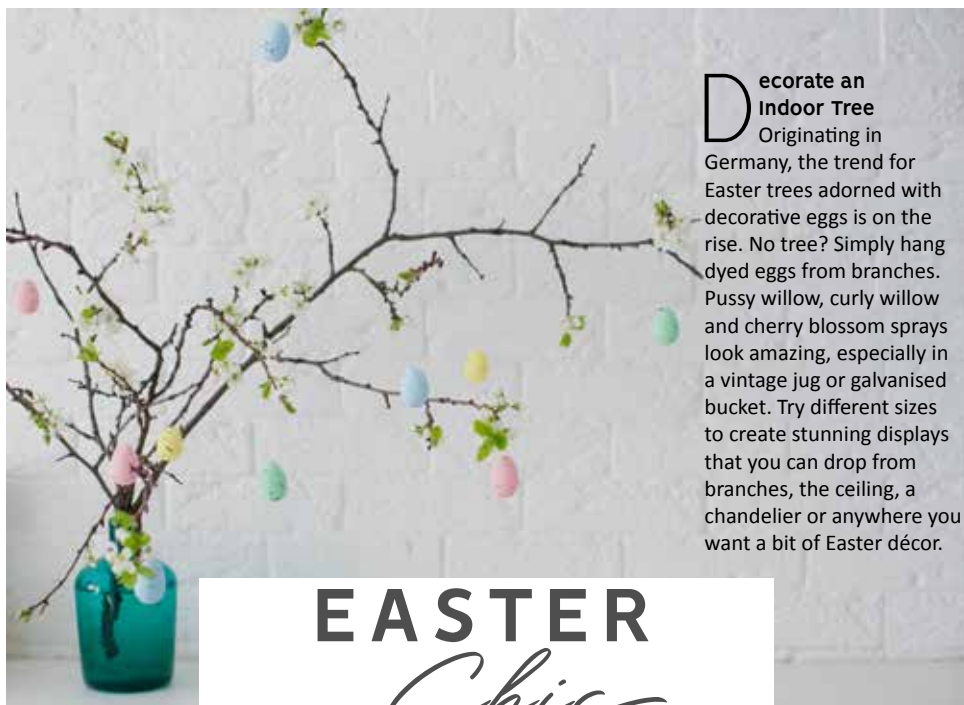 Decorate an
Indoor Tree
Originating in
Germany, the trend for
Easter trees adorned with
decorative eggs is on the
rise. No tree? Simply hang
dyed eggs from branches.
Pussy willow, curly willow
and cherry blossom sprays
look amazing, especially in
a vintage jug or galvanised
bucket. Try different sizes
to create stunning displays
that you can drop from
branches, the ceiling, a
chandelier or anywhere you
want a bit of Easter décor.
EASTER
Chic